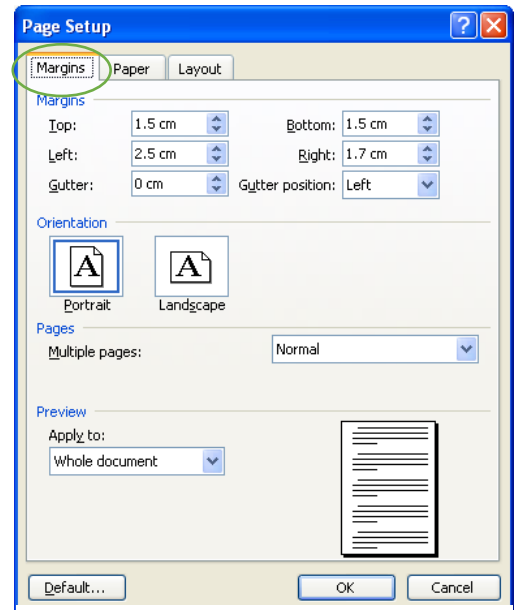 Page Setup
Margins Paper Layout
Margins
Top: 1.5 cm Bottom: 1.5 cm
Left: 2.5 cm Right: 1.7 cm
Gutter: 0 cm Gutter position: Left
Orientation
A A
Portrait Landscape
Pages
Multiple pages: Normal
Preview
Apply to:
Whole document
Default... OK Cancel